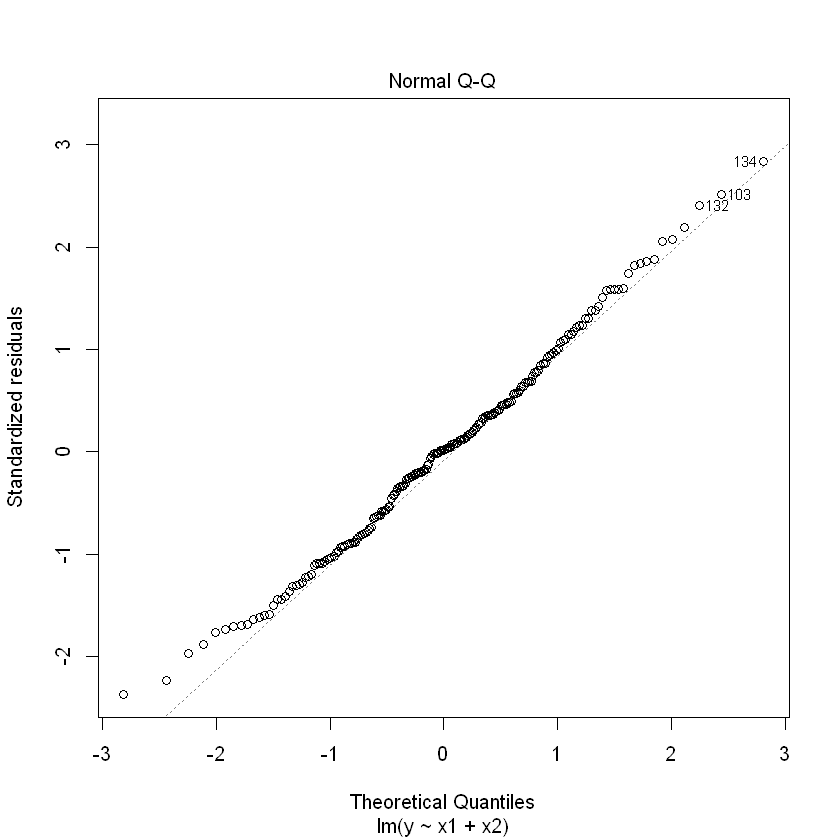 Normal Q-Q
3
2
1
0
-1
-2
Standardized residuals
134
103
132
-3 -2 -1 0 1 2 3
Theoretical Quantiles
lm(y ~ x1 + x2)